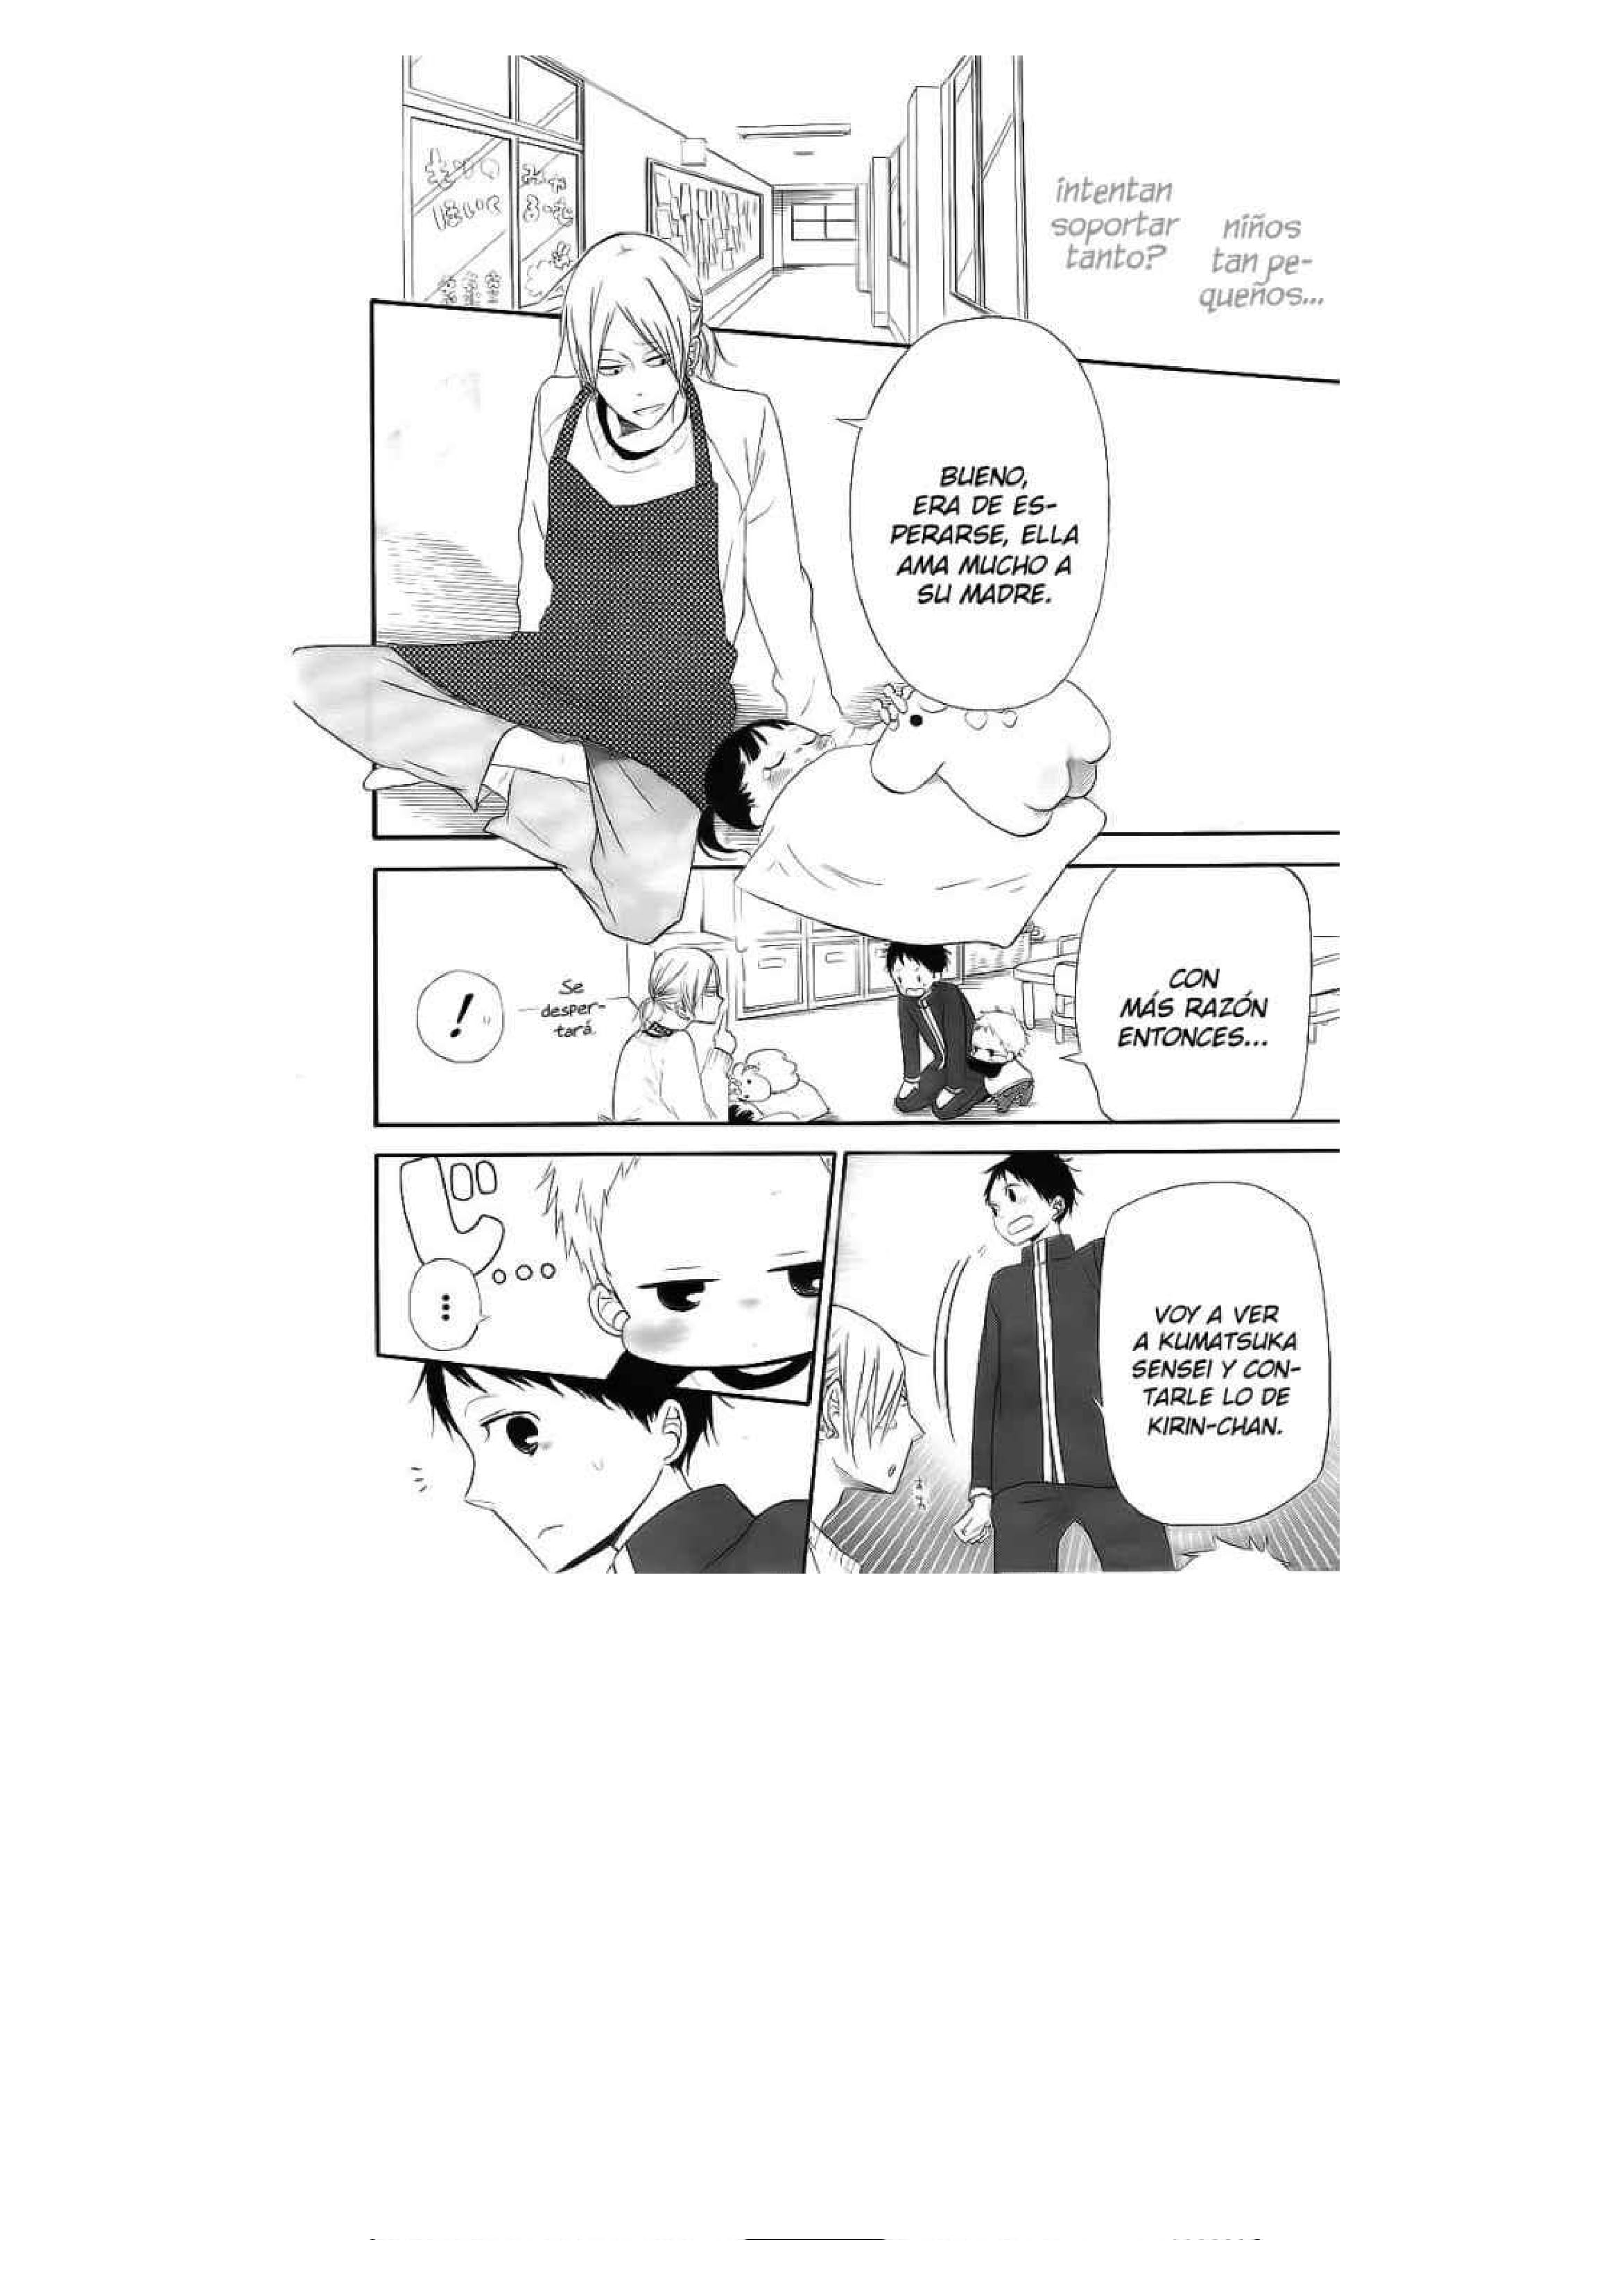 niños
tan pe-
queños...
intentan
soportar
tanto?
BUENO,
ERA DE ES-
PERARSE, ELLA
AMA MUCHO A
SU MADRE.
CON
MÁS RAZÓN
ENTONCES...
Se
desper-
tará.
!
VOY A VER
A KUMATSUKA
SENSEI Y CON-
TARLE LO DE
KIRIN-CHAN.
じ...
...